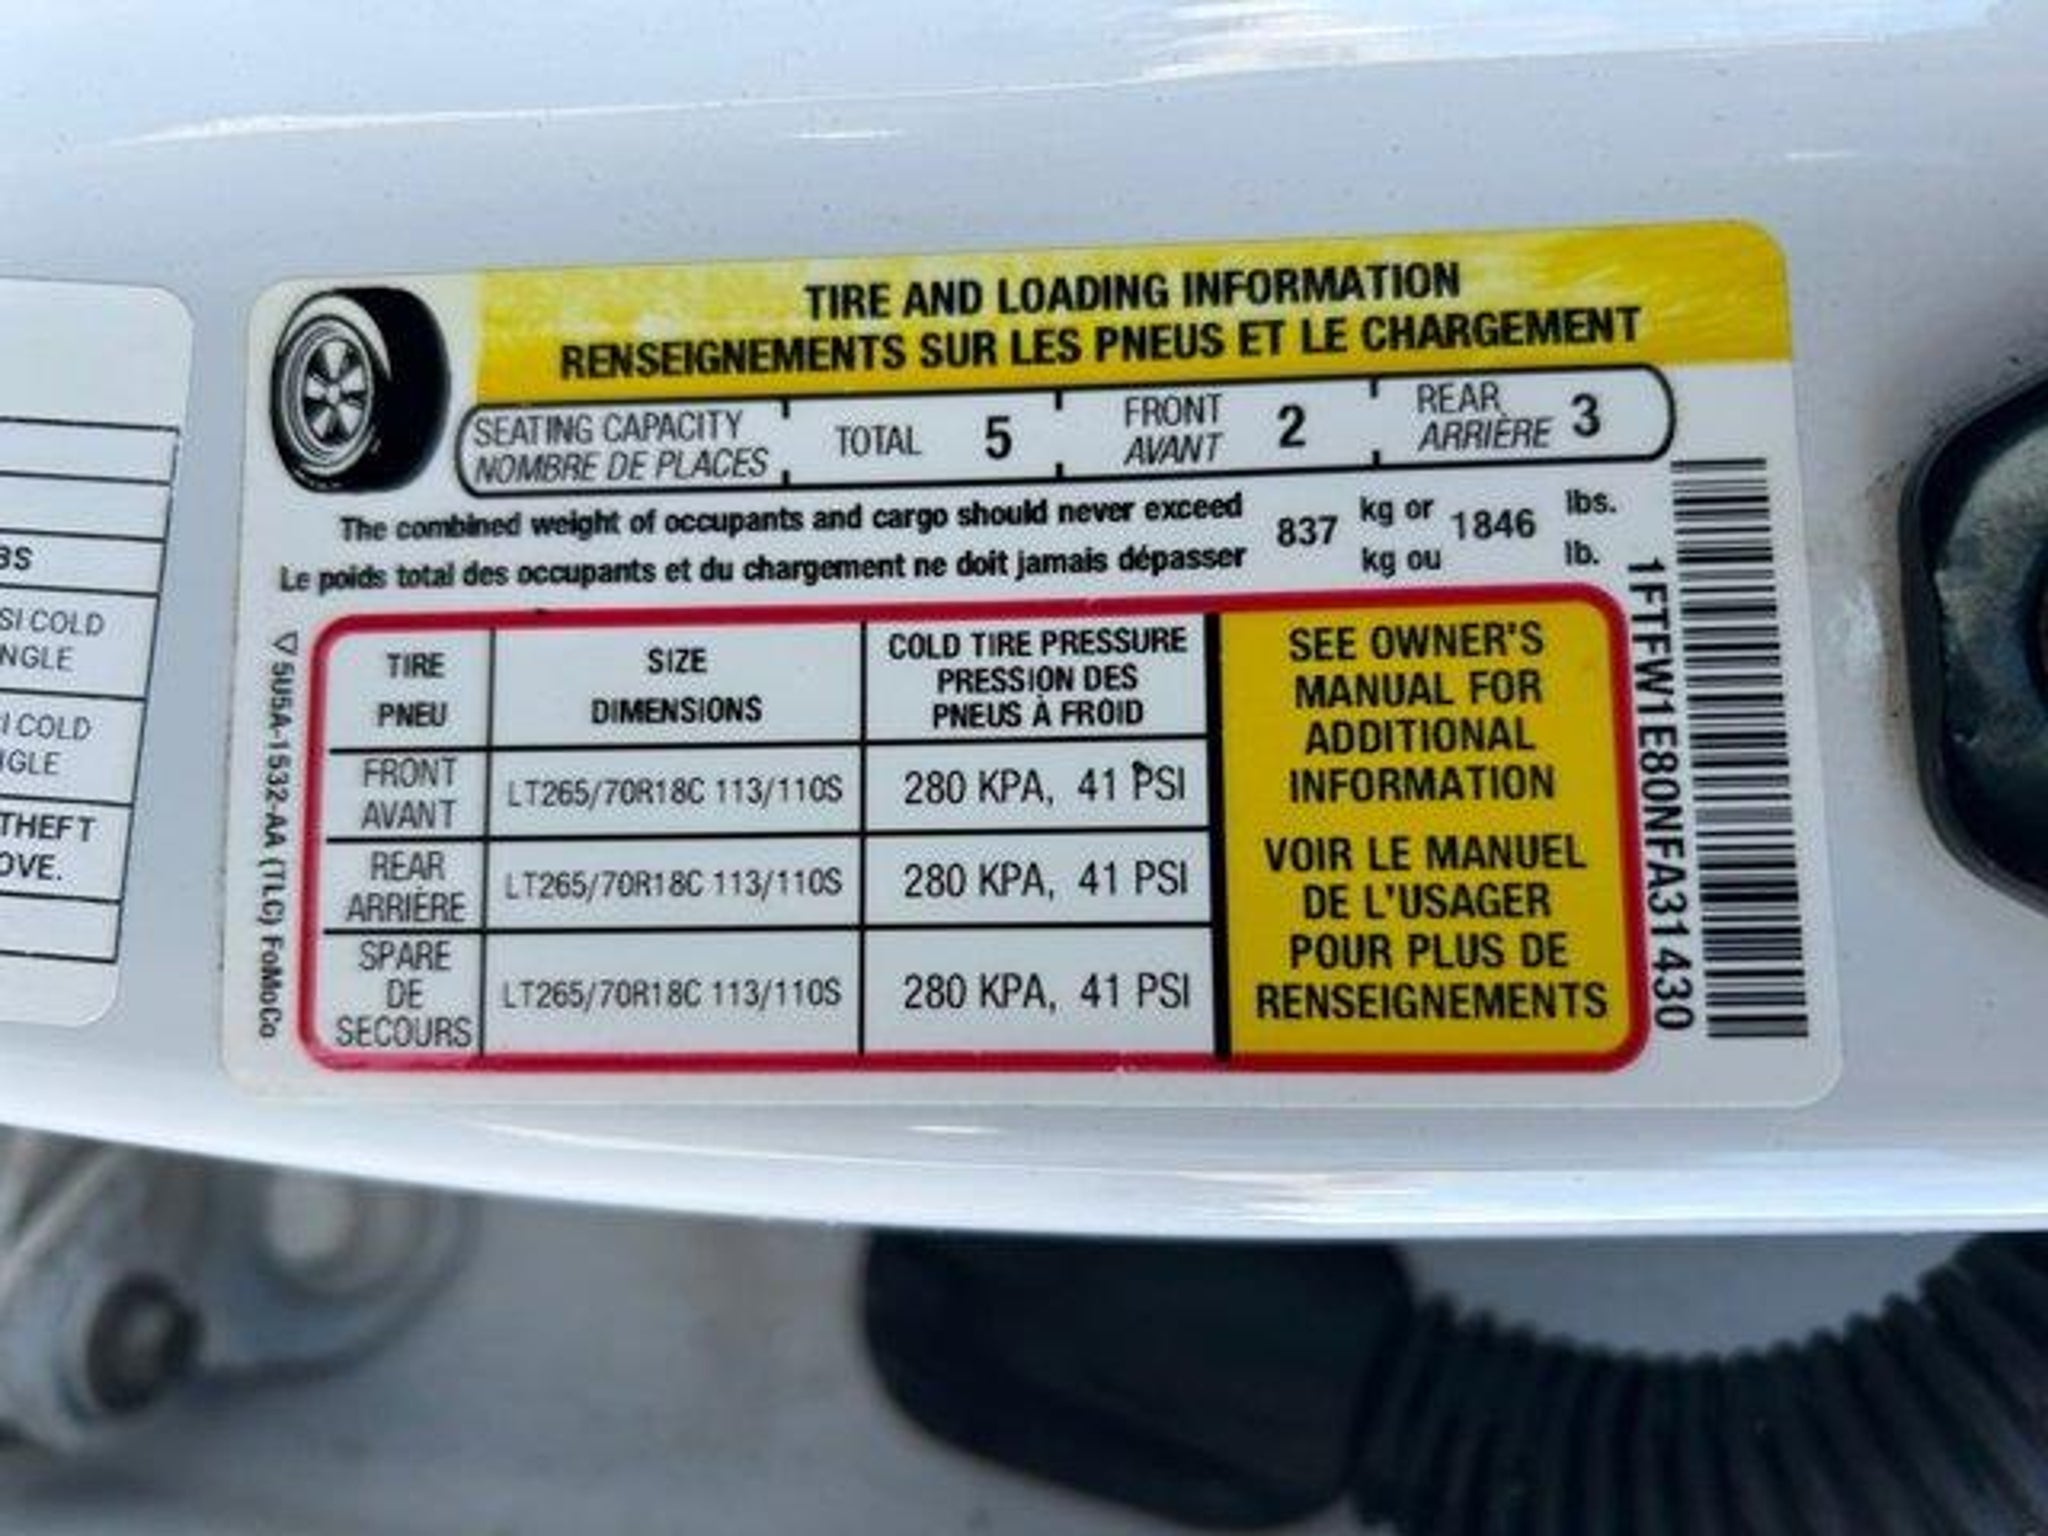 TIRE AND LOADING INFORMATION
RENSEIGNEMENTS SUR LES PNEUS ET LE CHARGEMENT
SEATING CAPACITY
NOMBRE DE PLACES
TOTAL 5
FRONT
AVANT
2
REAR
ARRIÈRE
3
The combined weight of occupants and cargo should never exceed 837 kg or 1846 lbs.
Le poids total des occupants et du chargement ne doit jamais dépasser kg ou lb.
TIRE
PNEU
SIZE
DIMENSIONS
COLD TIRE PRESSURE
PRESSION DES
PNEUS À FROID
FRONT
AVANT
LT265/70R18C 113/110S
280 KPA, 41 PSI
REAR
ARRIÈRE
LT265/70R18C 113/110S
280 KPA, 41 PSI
SPARE
DE
SECOURS
LT265/70R18C 113/110S
280 KPA, 41 PSI
SEE OWNER'S
MANUAL FOR
ADDITIONAL
INFORMATION
VOIR LE MANUEL
DE L'USAGER
POUR PLUS DE
RENSEIGNEMENTS
1FTFW1E80NFA31430
5U5A-1532-AA (TLC) FoMoCo
BS
SI COLD
NGLE
I COLD
IGLE
THEFT
OVE.